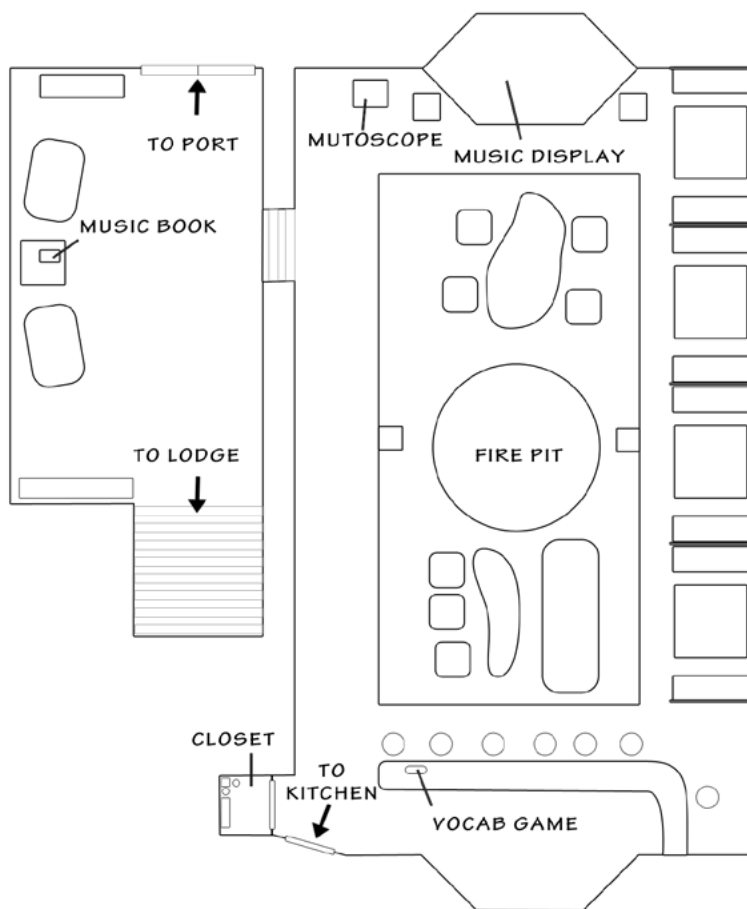 TO PORT
MUTOSCOPE
MUSIC DISPLAY
MUSIC BOOK
TO LODGE
FIRE PIT
CLOSET
TO
KITCHEN
VOCAB GAME